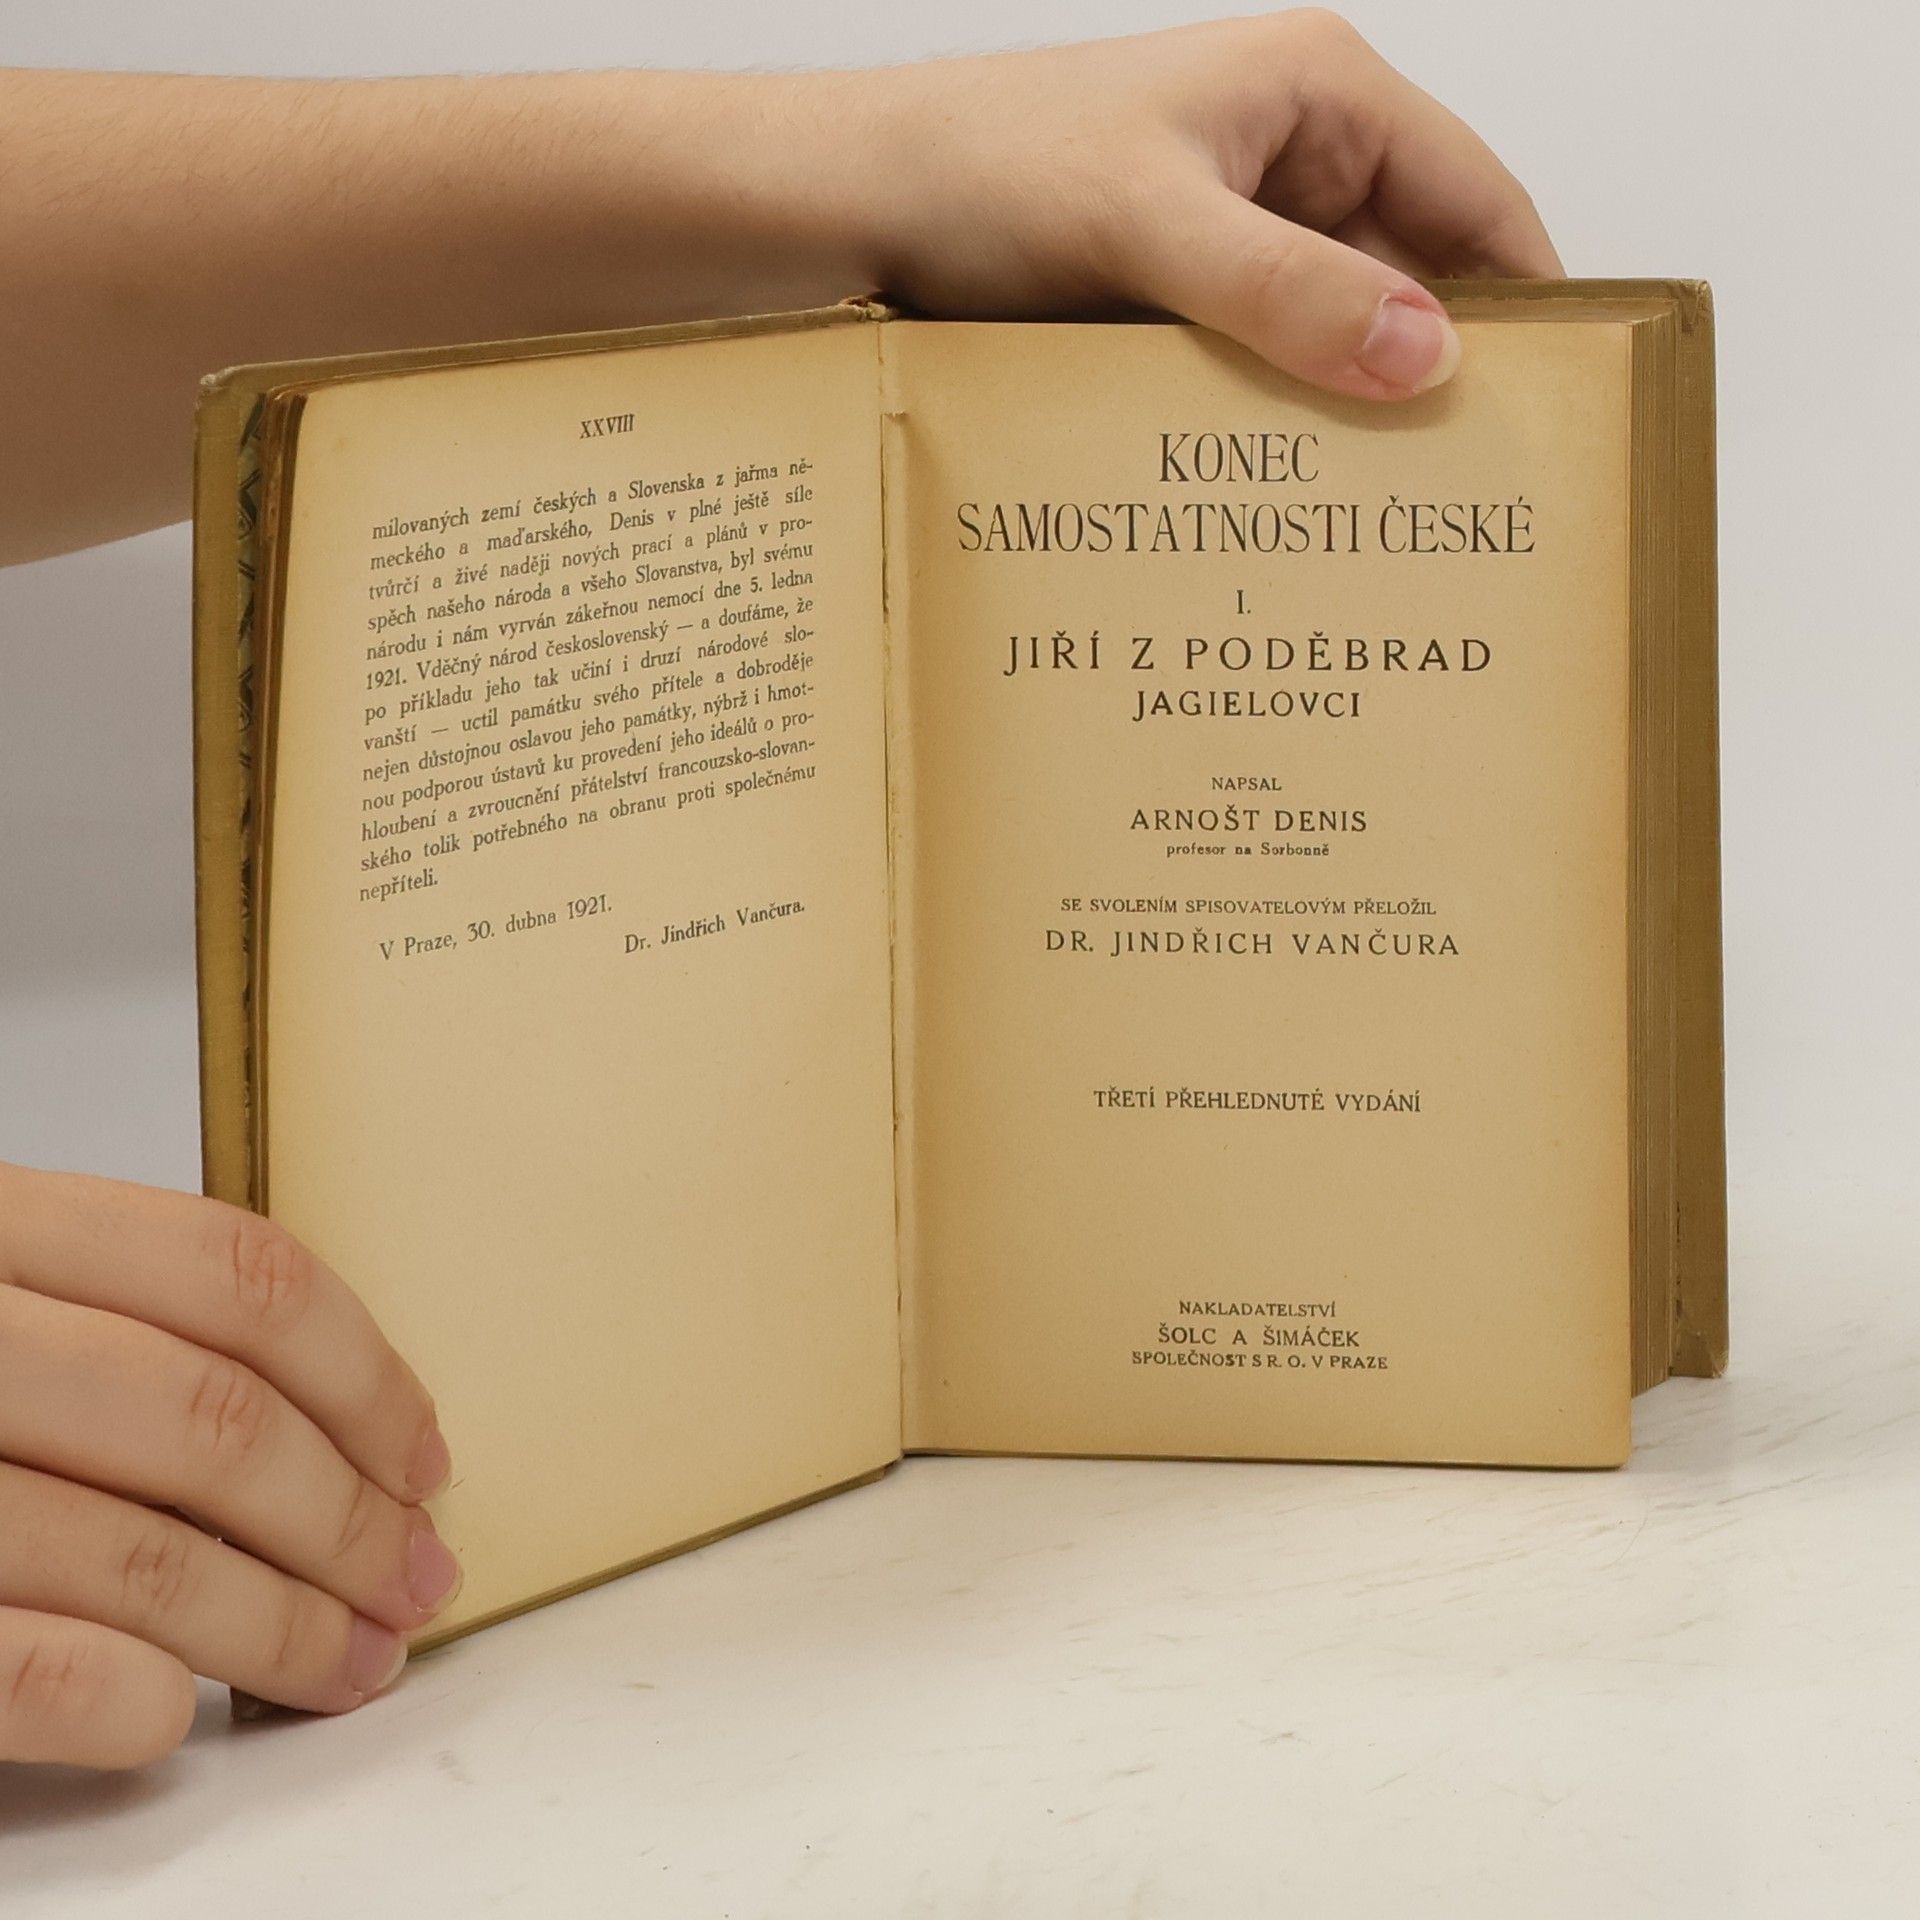 XXVIII
milovaných zemí českých a Slovenska z jařma ně-
meckého a maďarského, Denis v plné ještě síle
tvůrčí a živé naději nových prací a plánů v pro-
spěch našeho národa a všeho Slovanstva, byl svému
národu i nám vyrván zákeřnou nemocí dne 5. ledna
1921. Vděčný národ československý — a doufáme, že
po příkladu jeho tak učiní i druzí národové slo-
vanští — uctil památku svého přítele a dobroděje
nejen důstojnou oslavou jeho památky, nýbrž i hmot-
nou podporou ústavů ku provedení jeho ideálů o pro-
hloubení a zvroucnění přátelství francouzsko-slovan-
ského tolik potřebného na obranu proti společnému
nepříteli.
V Praze, 30. dubna 1921.
Dr. Jindřich Vančura.
KONEC
SAMOSTATNOSTI ČESKÉ
I.
JIŘÍ Z PODĚBRAD
JAGIELOVCI
NAPSAL
ARNOŠT DENIS
profesor na Sorbonně
SE SVOLENÍM SPISOVATELOVÝM PŘELOŽIL
DR. JINDŘICH VANČURA
TŘETÍ PŘEHLEDNUTÉ VYDÁNÍ
NAKLADATELSTVÍ
ŠOLC A ŠIMÁČEK
SPOLEČNOST S R. O. V PRAZE